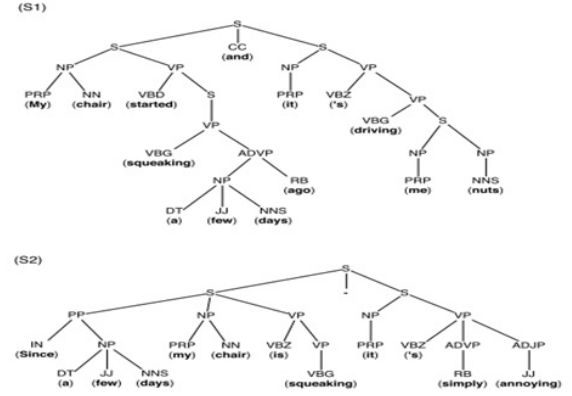 (S1)
S
S CC S
(and)
NP VP NP VP
PRP NN VBD S PRP VBZ VP
(My) (chair) (started) (it) ('s)
VP VBG S
(driving)
VBG ADVP NP NP
(squeaking)
NP RB PRP NNS
(ago) (me) (nuts)
DT JJ NNS
(a) (few) (days)
(S2)
S
S - S
PP NP VP NP VP
IN NP PRP NN VBZ VP PRP VBZ ADVP ADJP
(Since) (my) (chair) (is) (it) ('s)
DT JJ NNS VBG RB JJ
(a) (few) (days) (squeaking) (simply) (annoying)